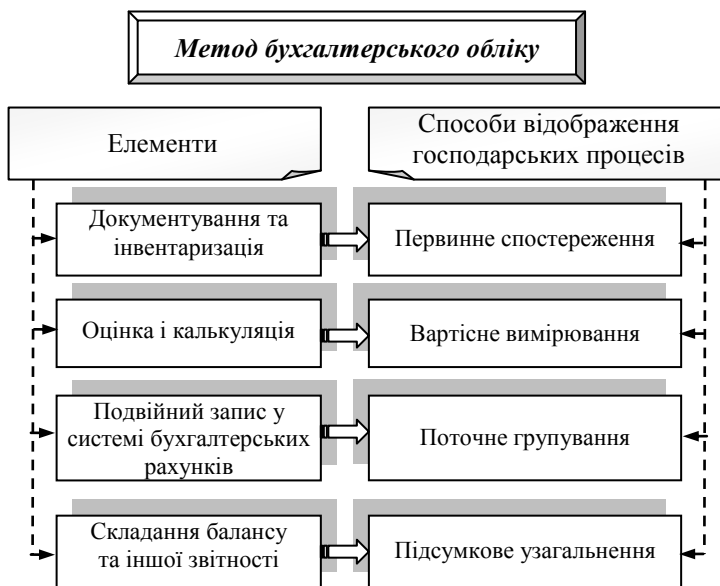 Метод бухгалтерського обліку
Елементи
Способи відображення
господарських процесів
Документування та
інвентаризація
Первинне спостереження
Оцінка і калькуляція
Вартісне вимірювання
Подвійний запис у
системі бухгалтерських
рахунків
Поточне групування
Складання балансу
та іншої звітності
Підсумкове узагальнення